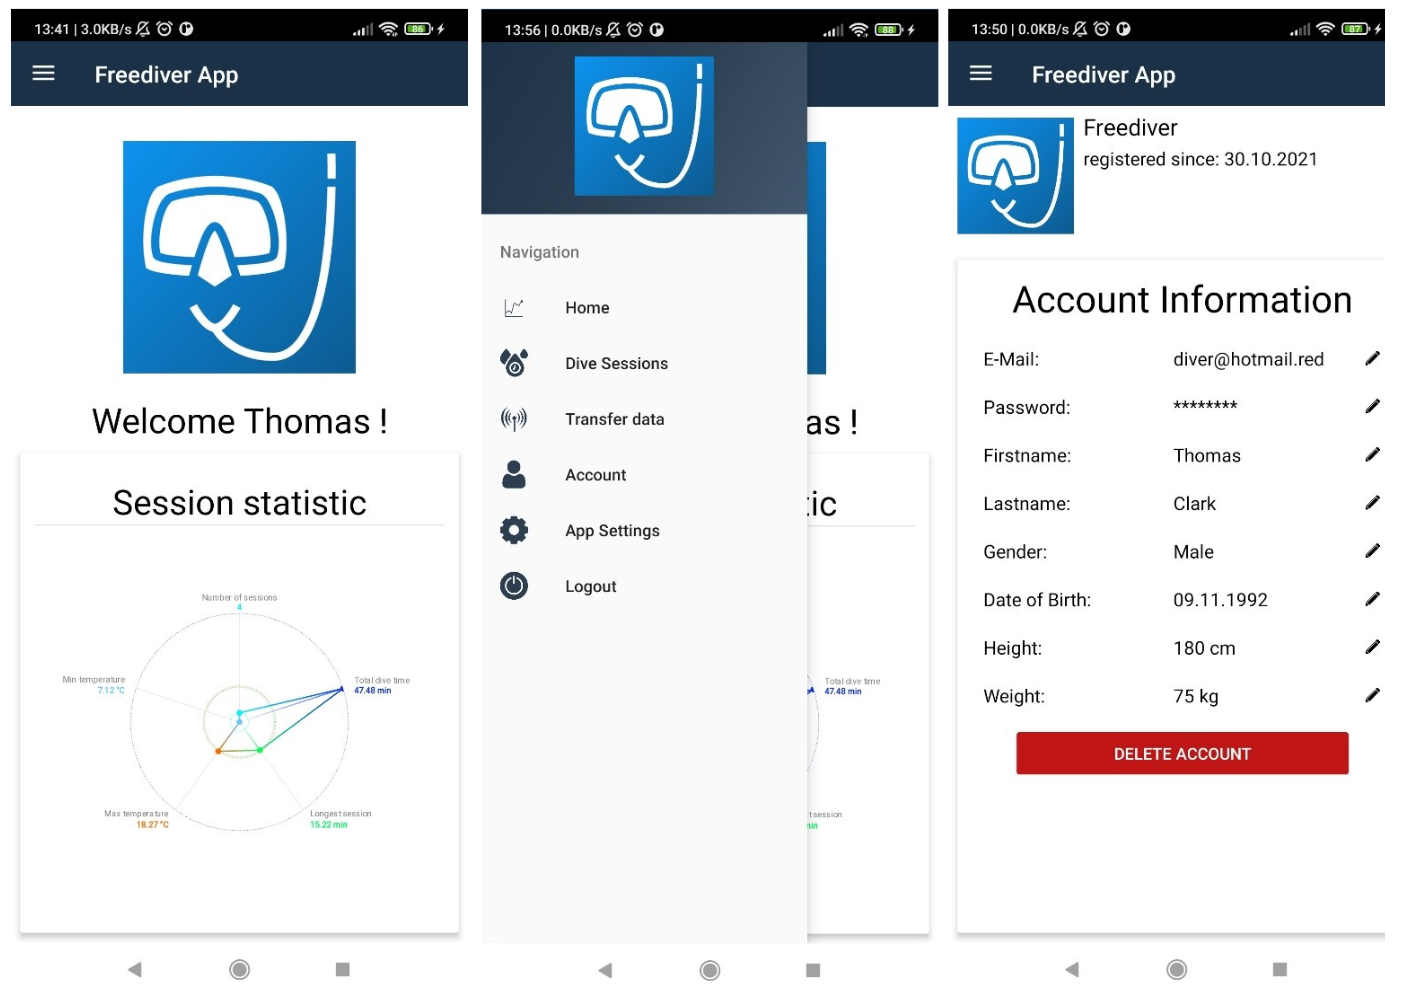 13:41 | 3.0KB/s
86
Freediver App
Welcome Thomas !
Session statistic
Number of sessions
4
Min temperature
7.12 °C
Total dive time
47.48 min
Max temperature
18.27 °C
Longest session
15.22 min
13:56 | 0.0KB/s
88
Navigation
Home
Dive Sessions
Transfer data
Account
App Settings
Logout
as !
tic
Total dive time
47.48 min
t session
min
13:50 | 0.0KB/s
87
Freediver App
Freediver
registered since: 30.10.2021
Account Information
E-Mail: diver@hotmail.red
Password: ********
Firstname: Thomas
Lastname: Clark
Gender: Male
Date of Birth: 09.11.1992
Height: 180 cm
Weight: 75 kg
DELETE ACCOUNT